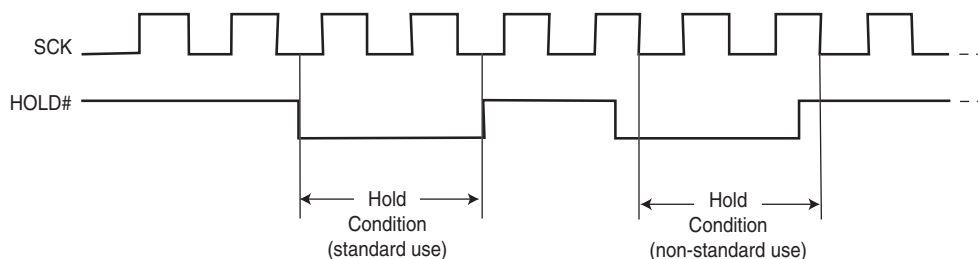 SCK
HOLD#
Hold
Condition
(standard use)
Hold
Condition
(non-standard use)